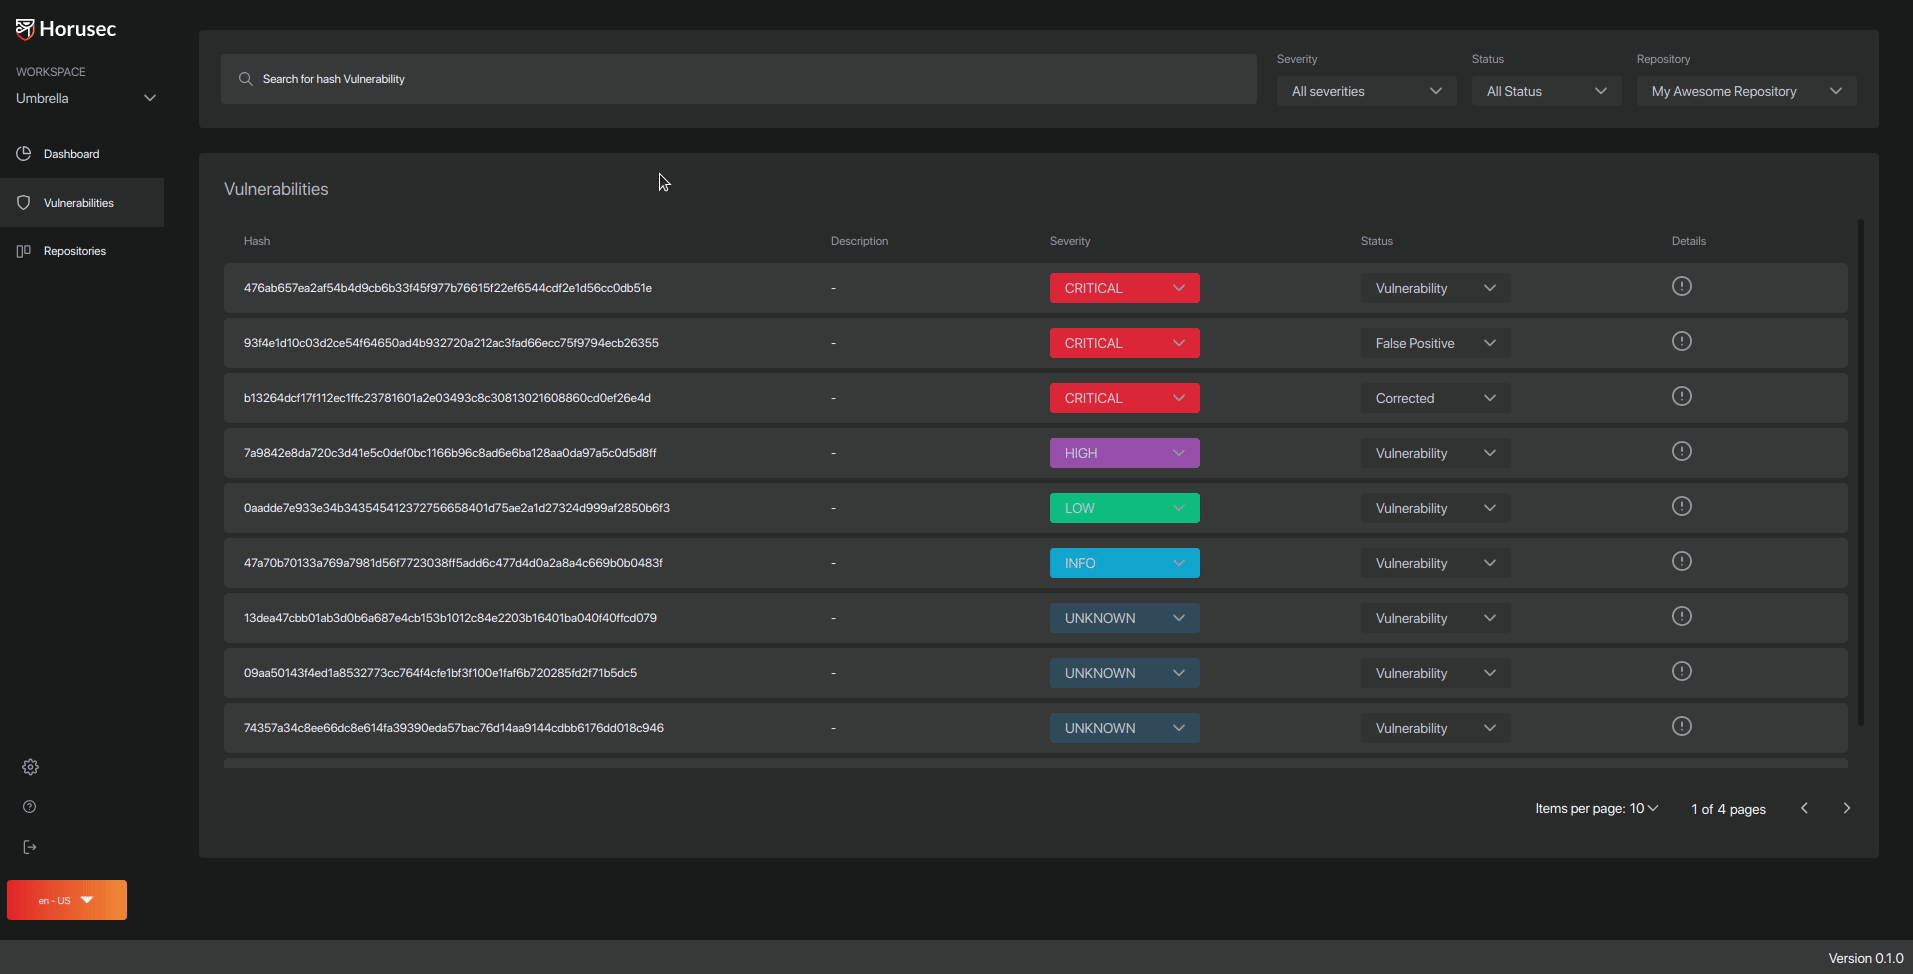 Horusec
WORKSPACE
Umbrella
Dashboard
Vulnerabilities
Repositories
en - US
Search for hash Vulnerability
Severity
All severities
Status
All Status
Repository
My Awesome Repository
Vulnerabilities
Hash Description Severity Status Details
476ab657ea2af54b4d9cb6b33f45f977b76615f22ef6544cdf2e1d56cc0db51e - CRITICAL Vulnerability
93f4e1d10c03d2ce54f64650ad4b932720a212ac3fad66ecc75f9794ecb26355 - CRITICAL False Positive
b13264dcf17f112ec1ffc23781601a2e03493c8c30813021608860cd0ef26e4d - CRITICAL Corrected
7a9842e8da720c3d41e5c0def0bc1166b96c8ad6e6ba128aa0da97a5c0d5d8ff - HIGH Vulnerability
0aadde7e933e34b343545412372756658401d75ae2a1d27324d999af2850b6f3 - LOW Vulnerability
47a70b70133a769a7981d56f7723038ff5add6c477d4d0a2a8a4c669b0b0483f - INFO Vulnerability
13dea47cbb01ab3d0b6a687e4cb153b1012c84e2203b16401ba040f40ffcd079 - UNKNOWN Vulnerability
09aa50143f4ed1a8532773cc764f4cfe1bf3f100e1faf6b720285fd2f71b5dc5 - UNKNOWN Vulnerability
74357a34c8ee66dc8e614fa39390eda57bac76d14aa9144cdbb6176dd018c946 - UNKNOWN Vulnerability
Items per page: 10 1 of 4 pages
Version 0.1.0